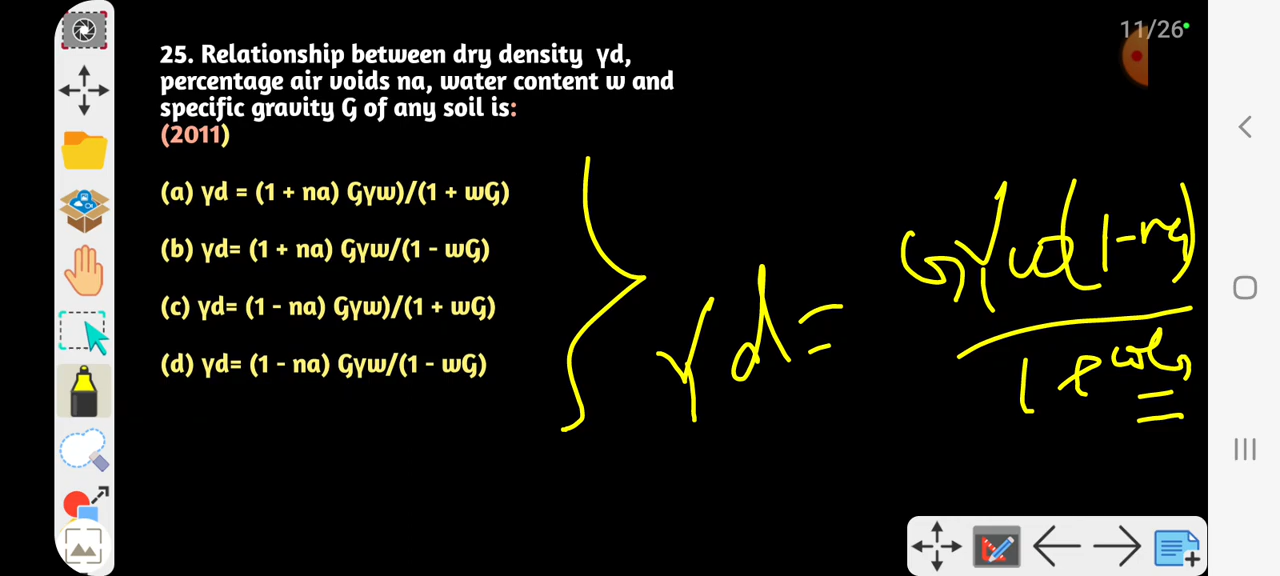 11/26
25. Relationship between dry density γd,
percentage air voids na, water content w and
specific gravity G of any soil is:
(2011)
(a) γd = (1 + na) Gγw)/(1 + wG)
(b) γd= (1 + na) Gγw/(1 - wG)
(c) γd= (1 - na) Gγw)/(1 + wG)
(d) γd= (1 - na) Gγw/(1 - wG)
γd=
Gγw(1-na)
1+wG